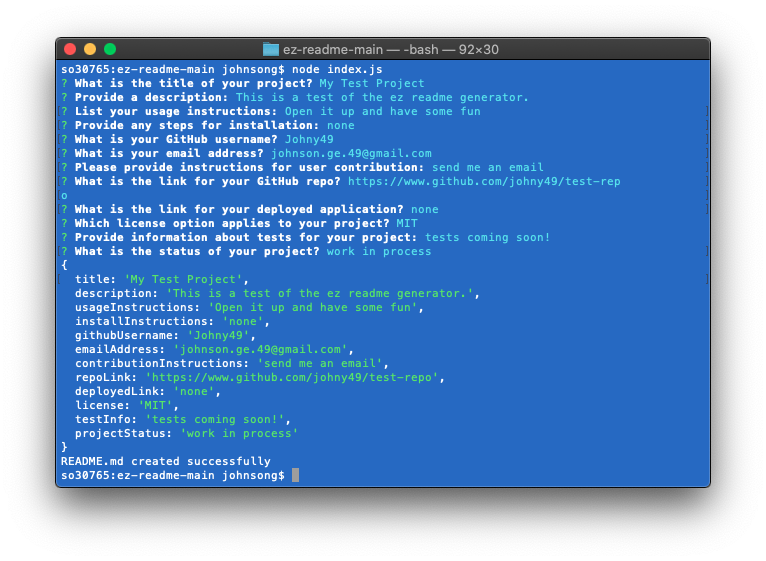 ez-readme-main — -bash — 92×30
so30765:ez-readme-main johnsong$ node index.js
? What is the title of your project? My Test Project
? Provide a description: This is a test of the ez readme generator.
? List your usage instructions: Open it up and have some fun
? Provide any steps for installation: none
? What is your GitHub username? Johny49
? What is your email address? johnson.ge.49@gmail.com
? Please provide instructions for user contribution: send me an email
? What is the link for your GitHub repo? https://www.github.com/johny49/test-rep
o
? What is the link for your deployed application? none
? Which license option applies to your project? MIT
? Provide information about tests for your project: tests coming soon!
? What is the status of your project? work in process
{
  title: 'My Test Project',
  description: 'This is a test of the ez readme generator.',
  usageInstructions: 'Open it up and have some fun',
  installInstructions: 'none',
  githubUsername: 'Johny49',
  emailAddress: 'johnson.ge.49@gmail.com',
  contributionInstructions: 'send me an email',
  repoLink: 'https://www.github.com/johny49/test-repo',
  deployedLink: 'none',
  license: 'MIT',
  testInfo: 'tests coming soon!',
  projectStatus: 'work in process'
}
README.md created successfully
so30765:ez-readme-main johnsong$